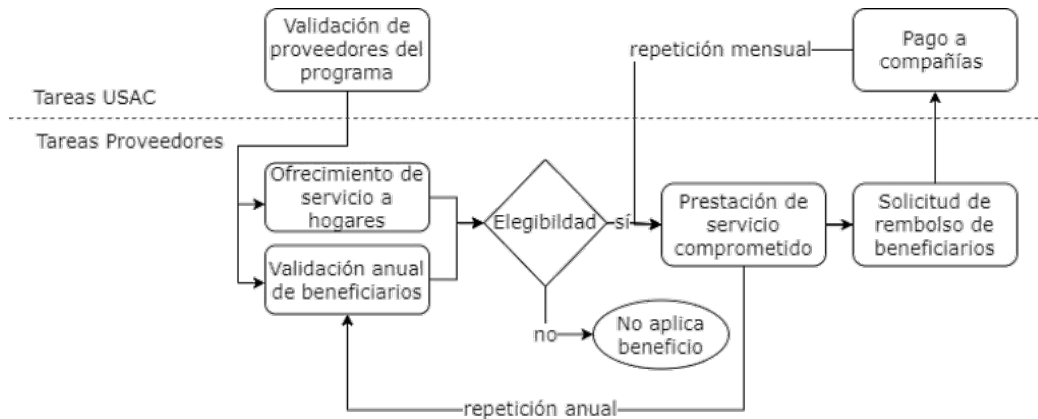 Validación de
proveedores del
programa
repetición mensual
Pago a
compañías
Tareas USAC
Tareas Proveedores
Ofrecimiento de
servicio a
hogares
Validación anual
de beneficiarios
Elegibildad
sí
Prestación de
servicio
comprometido
Solicitud de
rembolso de
beneficiarios
no
No aplica
beneficio
repetición anual